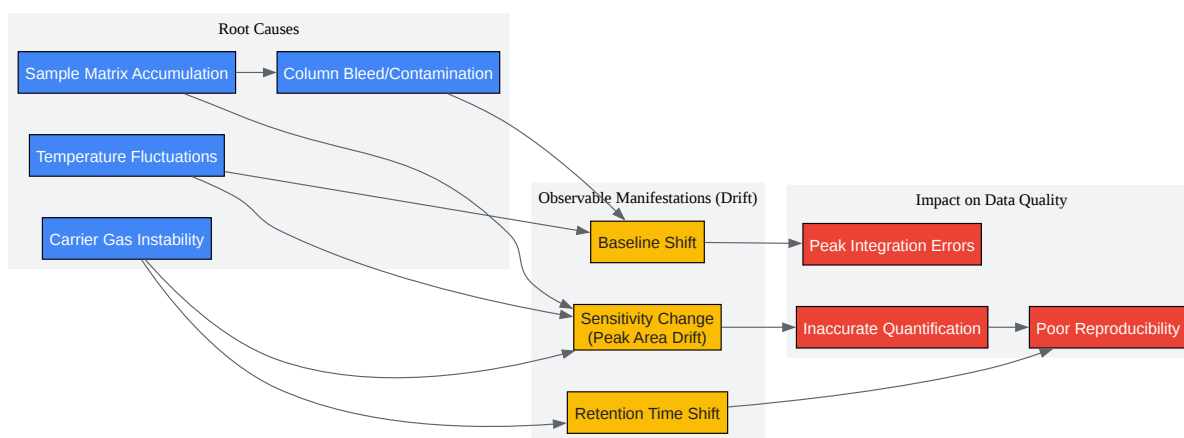 Root Causes
Sample Matrix Accumulation
Column Bleed/Contamination
Temperature Fluctuations
Carrier Gas Instability
Observable Manifestations (Drift)
Baseline Shift
Sensitivity Change
(Peak Area Drift)
Retention Time Shift
Impact on Data Quality
Peak Integration Errors
Inaccurate Quantification
Poor Reproducibility